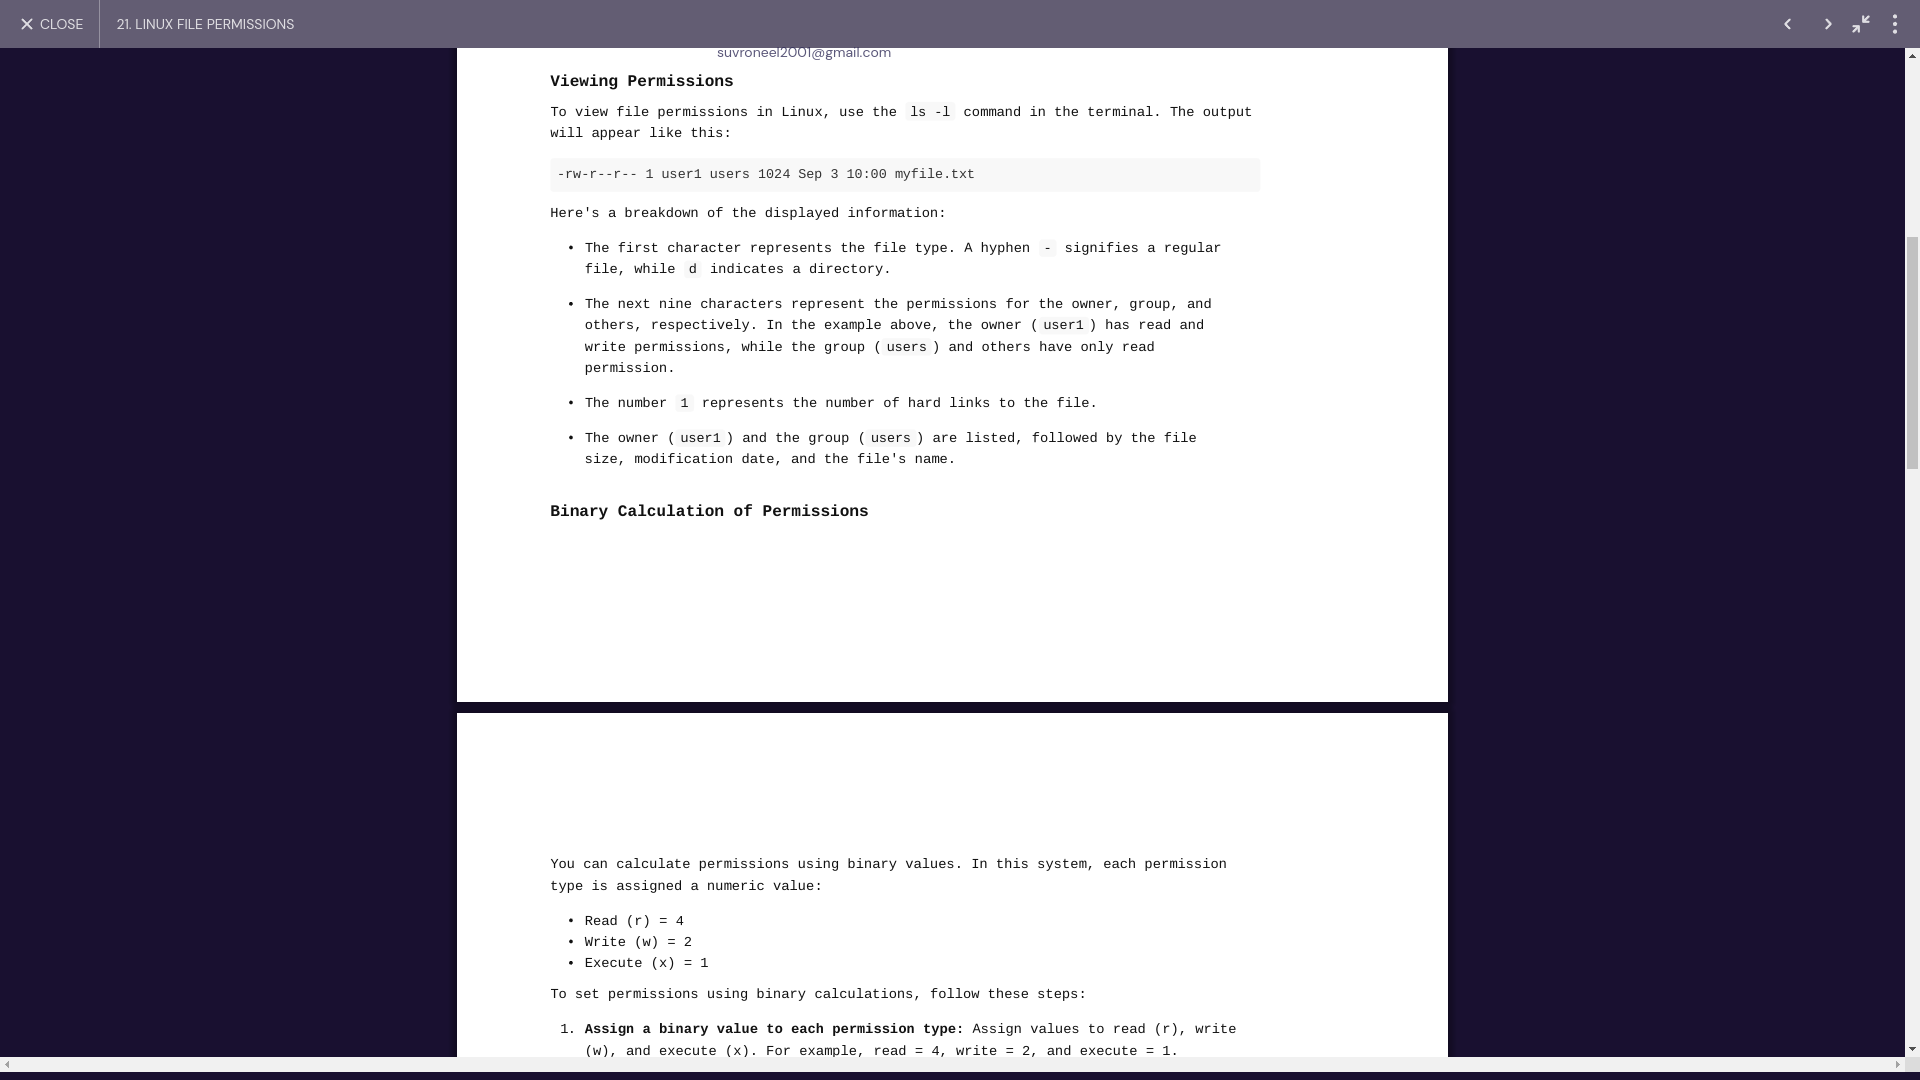 CLOSE
21. LINUX FILE PERMISSIONS
suvroneel2001@gmail.com
Viewing Permissions
To view file permissions in Linux, use the ls -l command in the terminal. The output
will appear like this:
-rw-r--r-- 1 user1 users 1024 Sep 3 10:00 myfile.txt
Here's a breakdown of the displayed information:
• The first character represents the file type. A hyphen - signifies a regular
file, while d indicates a directory.
• The next nine characters represent the permissions for the owner, group, and
others, respectively. In the example above, the owner (user1) has read and
write permissions, while the group (users) and others have only read
permission.
• The number 1 represents the number of hard links to the file.
• The owner (user1) and the group (users) are listed, followed by the file
size, modification date, and the file's name.
Binary Calculation of Permissions
You can calculate permissions using binary values. In this system, each permission
type is assigned a numeric value:
• Read (r) = 4
• Write (w) = 2
• Execute (x) = 1
To set permissions using binary calculations, follow these steps:
1. Assign a binary value to each permission type: Assign values to read (r), write
(w), and execute (x). For example, read = 4, write = 2, and execute = 1.